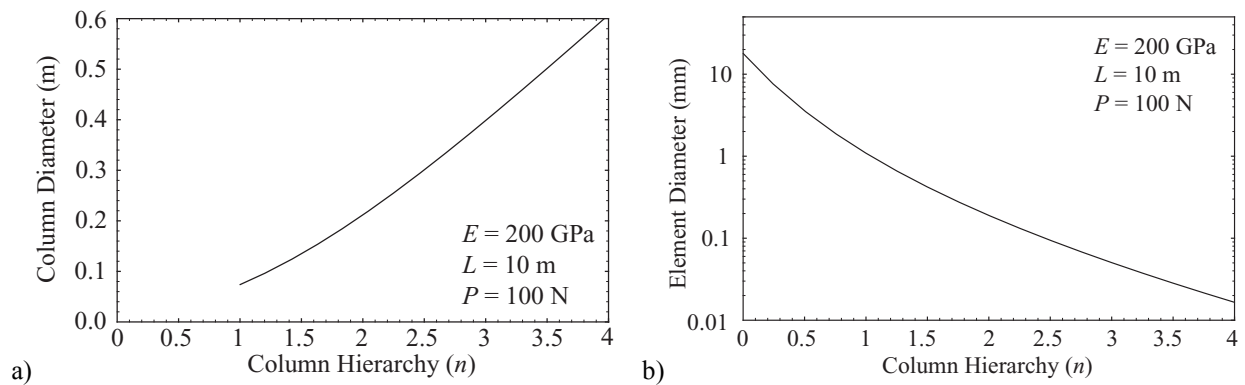 Column Diameter (m)
0.6
0.5
0.4
0.3
0.2
0.1
0.0
0 0.5 1 1.5 2 2.5 3 3.5 4
Column Hierarchy (n)
E = 200 GPa
L = 10 m
P = 100 N
a)
Element Diameter (mm)
10
1
0.1
0.01
0 0.5 1 1.5 2 2.5 3 3.5 4
Column Hierarchy (n)
E = 200 GPa
L = 10 m
P = 100 N
b)